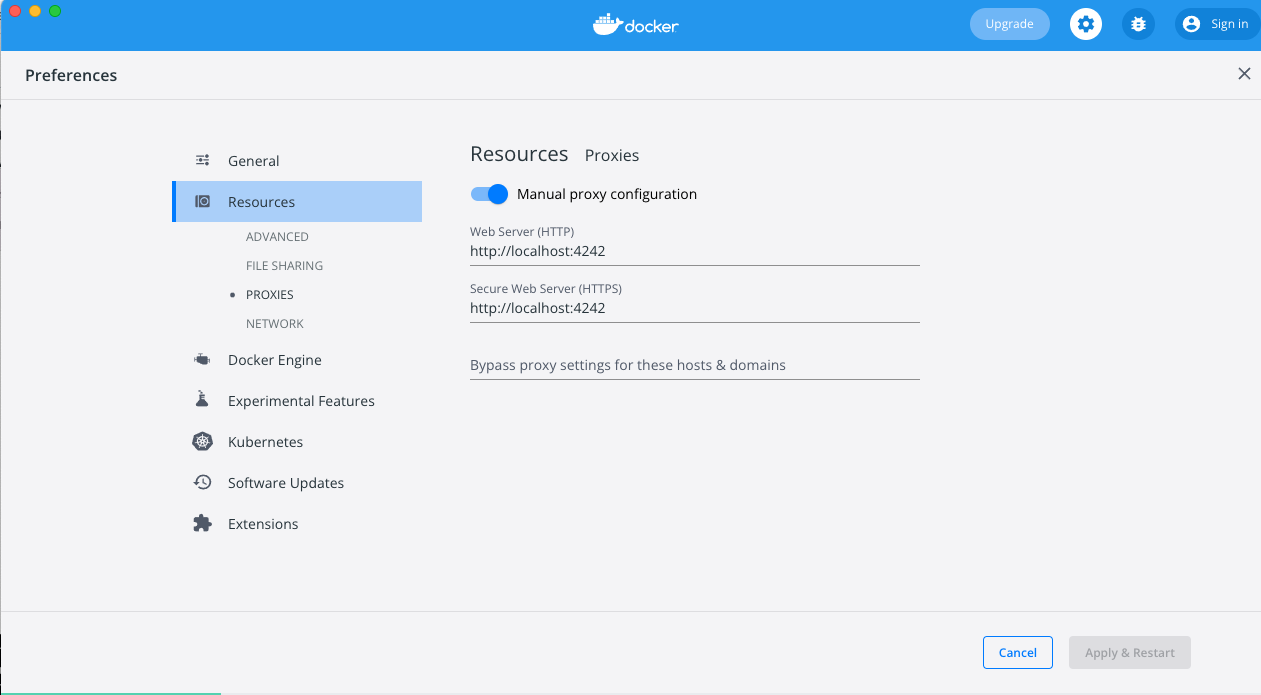 docker
Upgrade
Sign in
Preferences
General
Resources
ADVANCED
FILE SHARING
PROXIES
NETWORK
Docker Engine
Experimental Features
Kubernetes
Software Updates
Extensions
Resources Proxies
Manual proxy configuration
Web Server (HTTP)
http://localhost:4242
Secure Web Server (HTTPS)
http://localhost:4242
Bypass proxy settings for these hosts & domains
Cancel
Apply & Restart